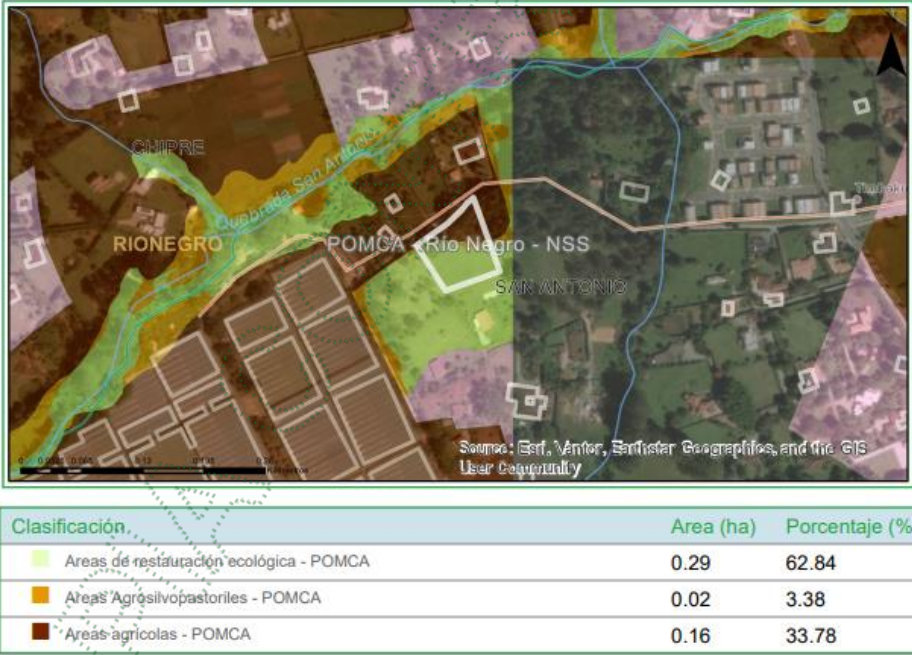 CHIPRE
Quebrada San Antonio
RIONEGRO
POMCA - Río Negro - NSS
SAN ANTONIO
Source: Esri, Vantor, Earthstar Geographics, and the GIS
User Community
Clasificación Area (ha) Porcentaje (%
Areas de restauración ecológica - POMCA 0.29 62.84
Areas Agrosilvopastoriles - POMCA 0.02 3.38
Areas agrícolas - POMCA 0.16 33.78